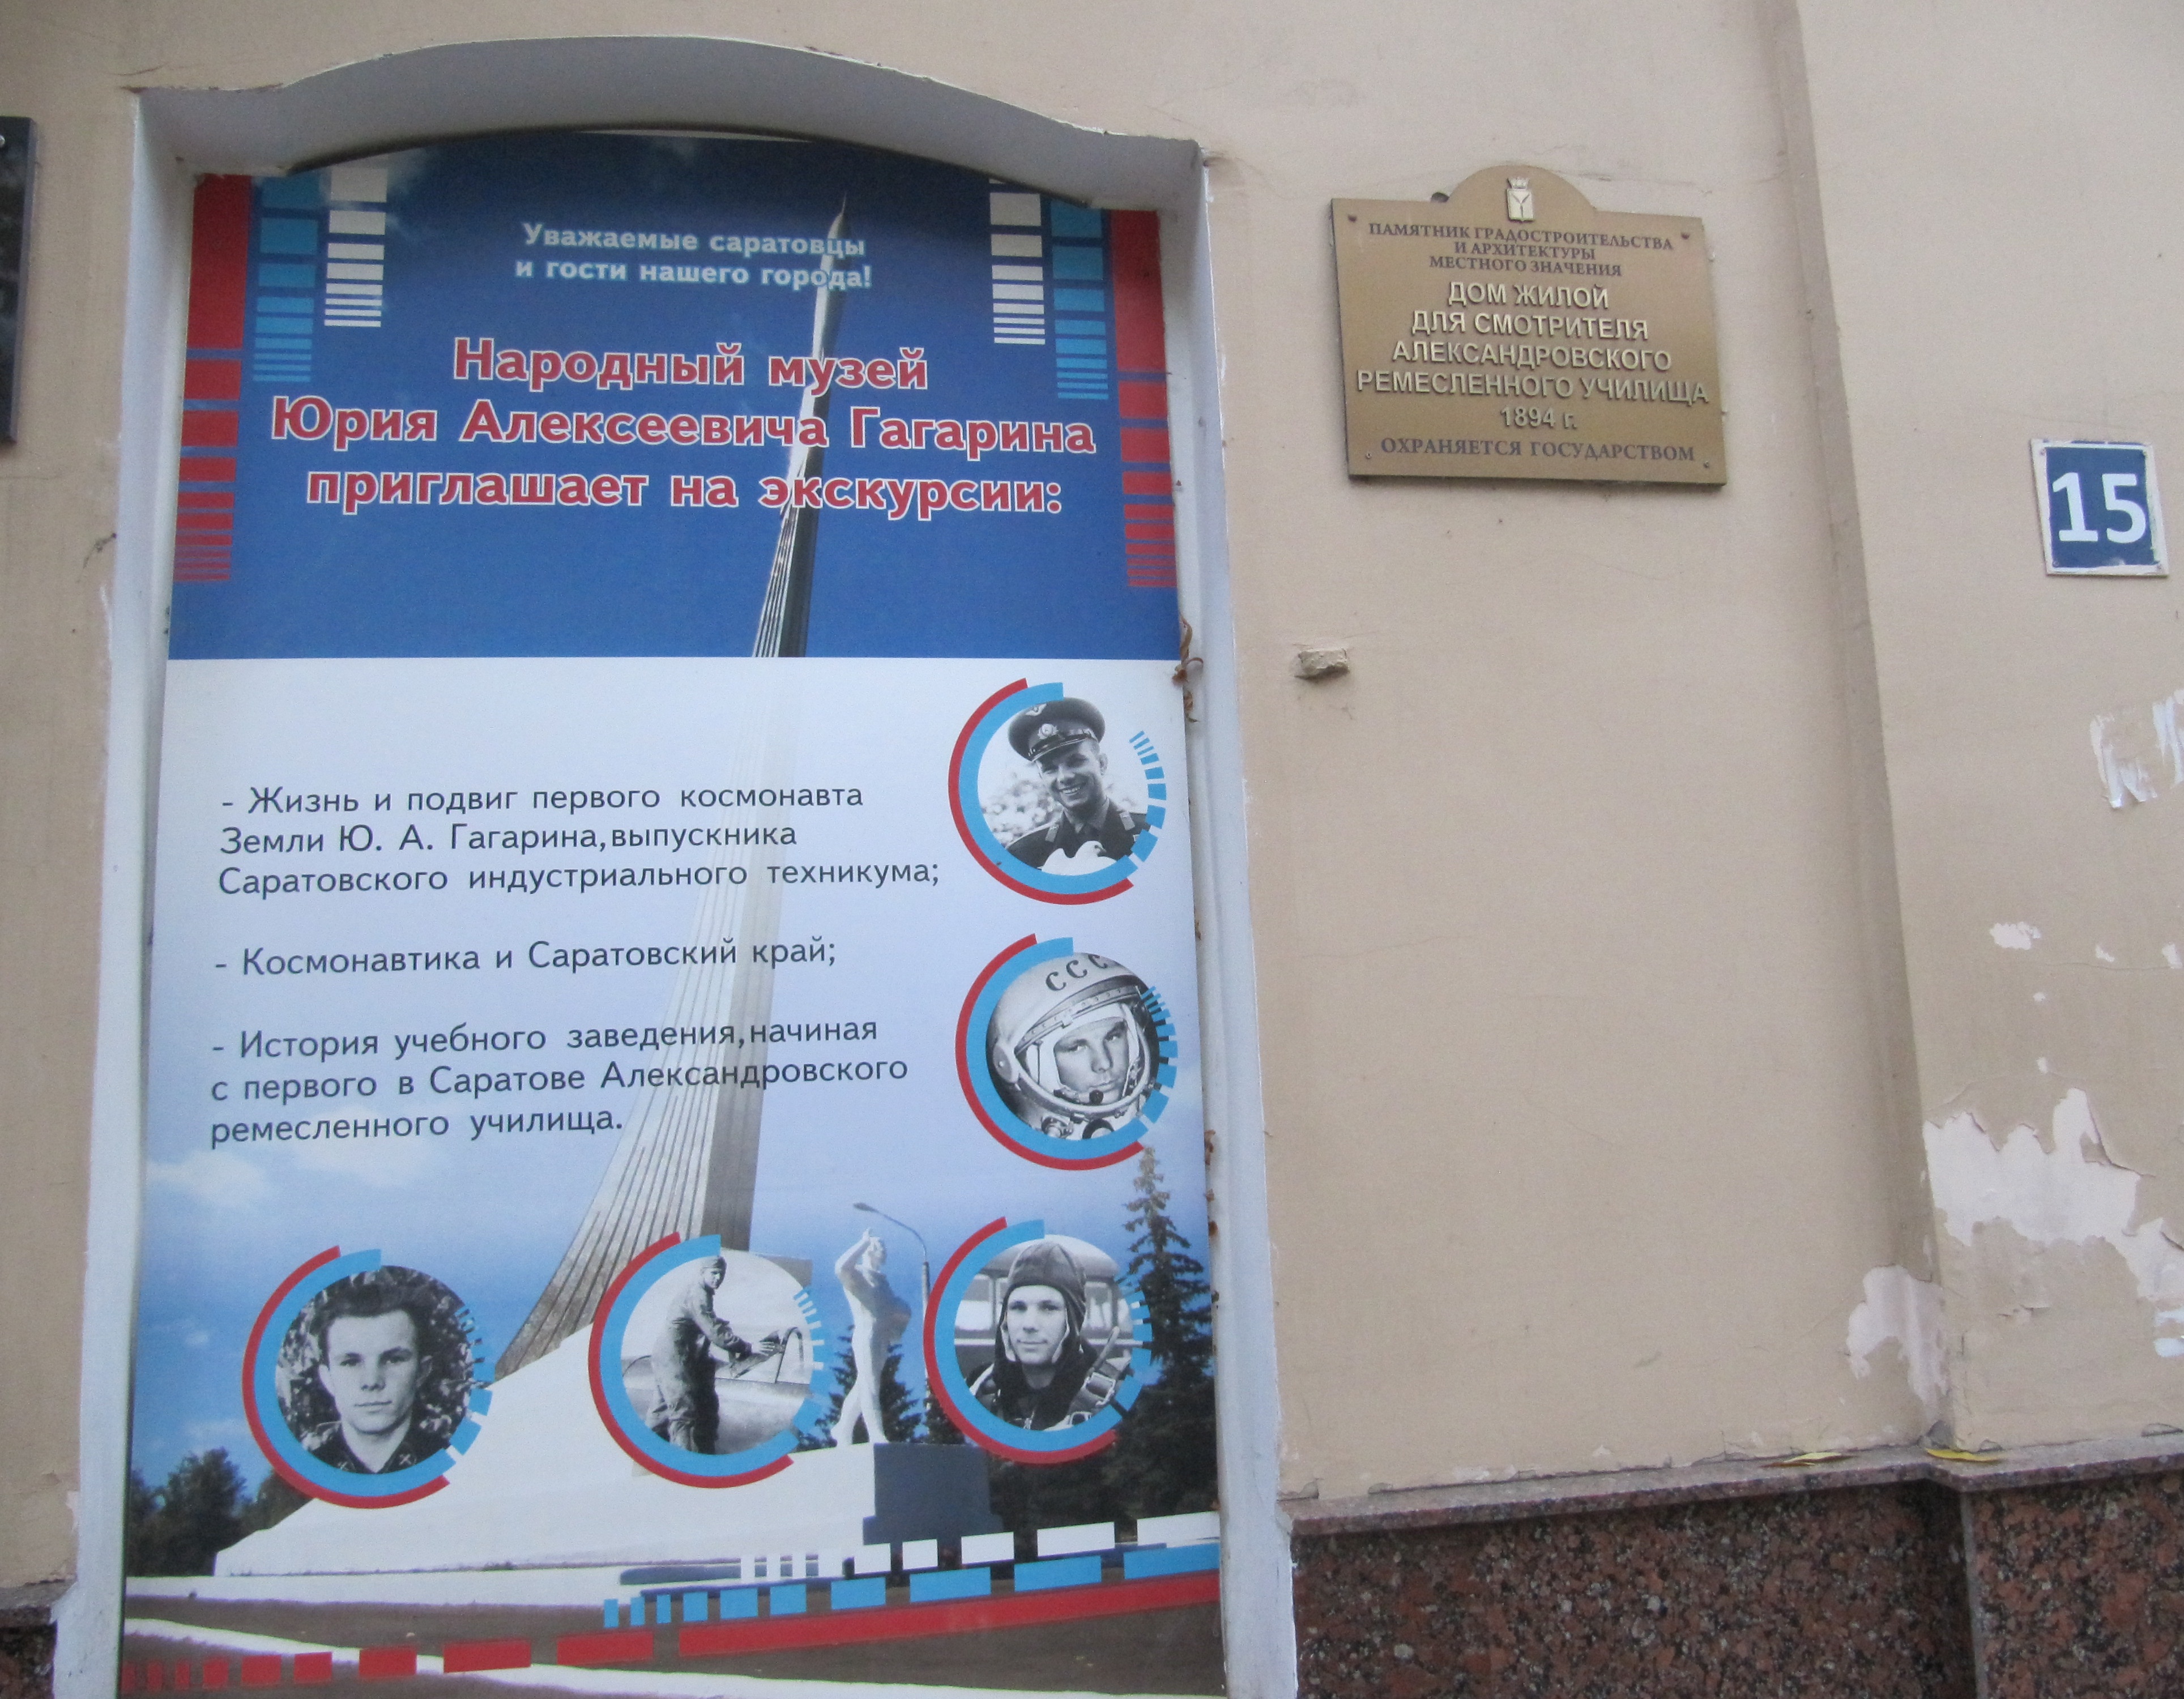 Уважаемые саратовцы
и гости нашего города!
Народный музей
Юрия Алексеевича Гагарина
приглашает на экскурсии:
- Жизнь и подвиг первого космонавта
Земли Ю. А. Гагарина, выпускника
Саратовского индустриального техникума;
- Космонавтика и Саратовский край;
- История учебного заведения, начиная
с первого в Саратове Александровского
ремесленного училища.
ССС
ПАМЯТНИК ГРАДОСТРОИТЕЛЬСТВА
И АРХИТЕКТУРЫ
МЕСТНОГО ЗНАЧЕНИЯ
ДОМ ЖИЛОЙ
ДЛЯ СМОТРИТЕЛЯ
АЛЕКСАНДРОВСКОГО
РЕМЕСЛЕННОГО УЧИЛИЩА
1894 г.
ОХРАНЯЕТСЯ ГОСУДАРСТВОМ
15